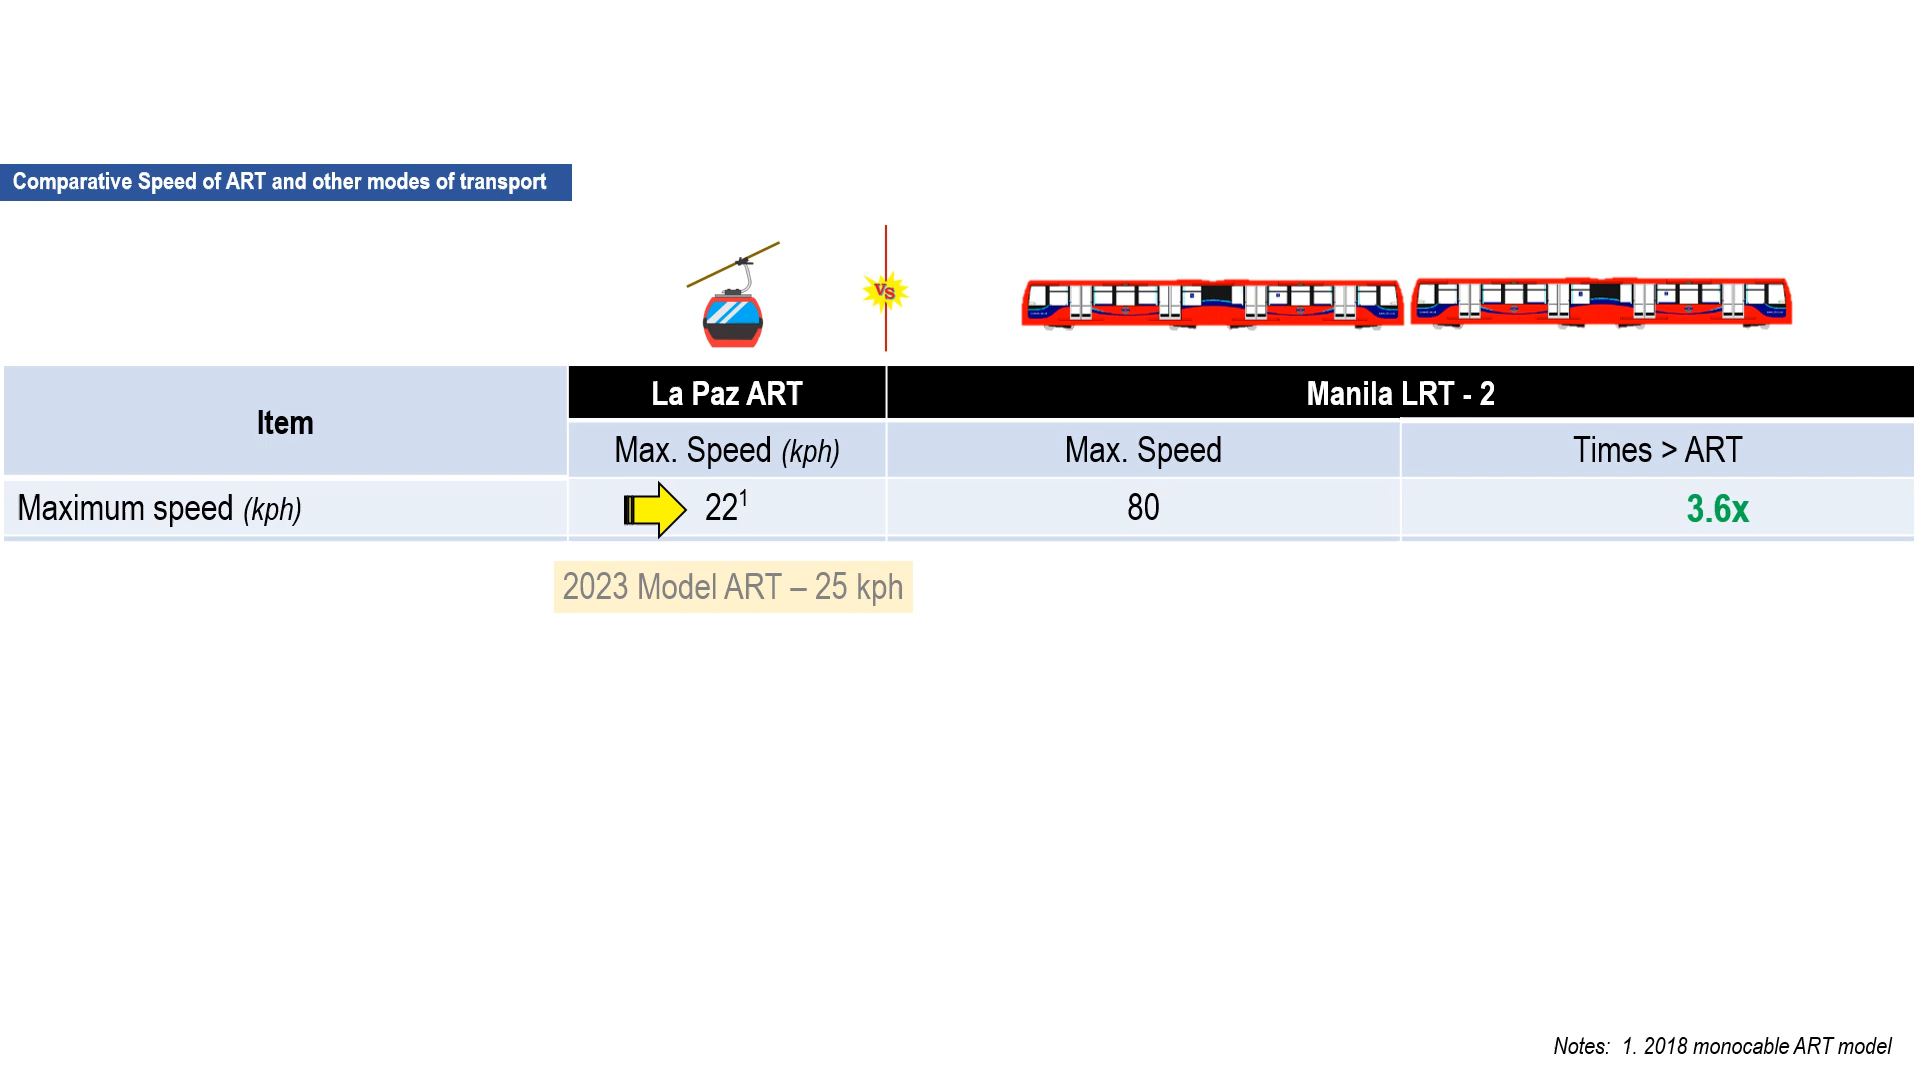 Comparative Speed of ART and other modes of transport
VS
Item
La Paz ART
Manila LRT - 2
Max. Speed (kph)
Max. Speed
Times > ART
Maximum speed (kph)
22¹
80
3.6x
2023 Model ART – 25 kph
Notes: 1. 2018 monocable ART model